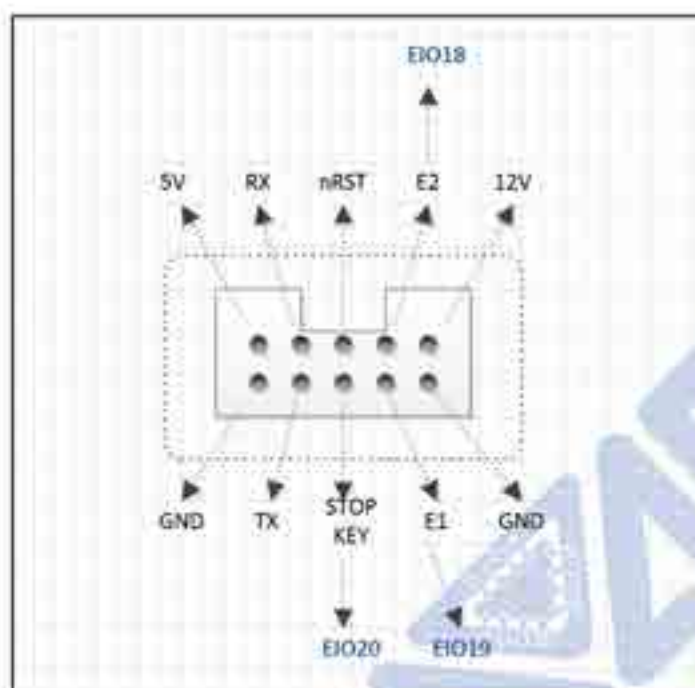 EIO18
5V RX nRST E2 12V
GND TX STOP KEY E1 GND
EIO20 EIO19